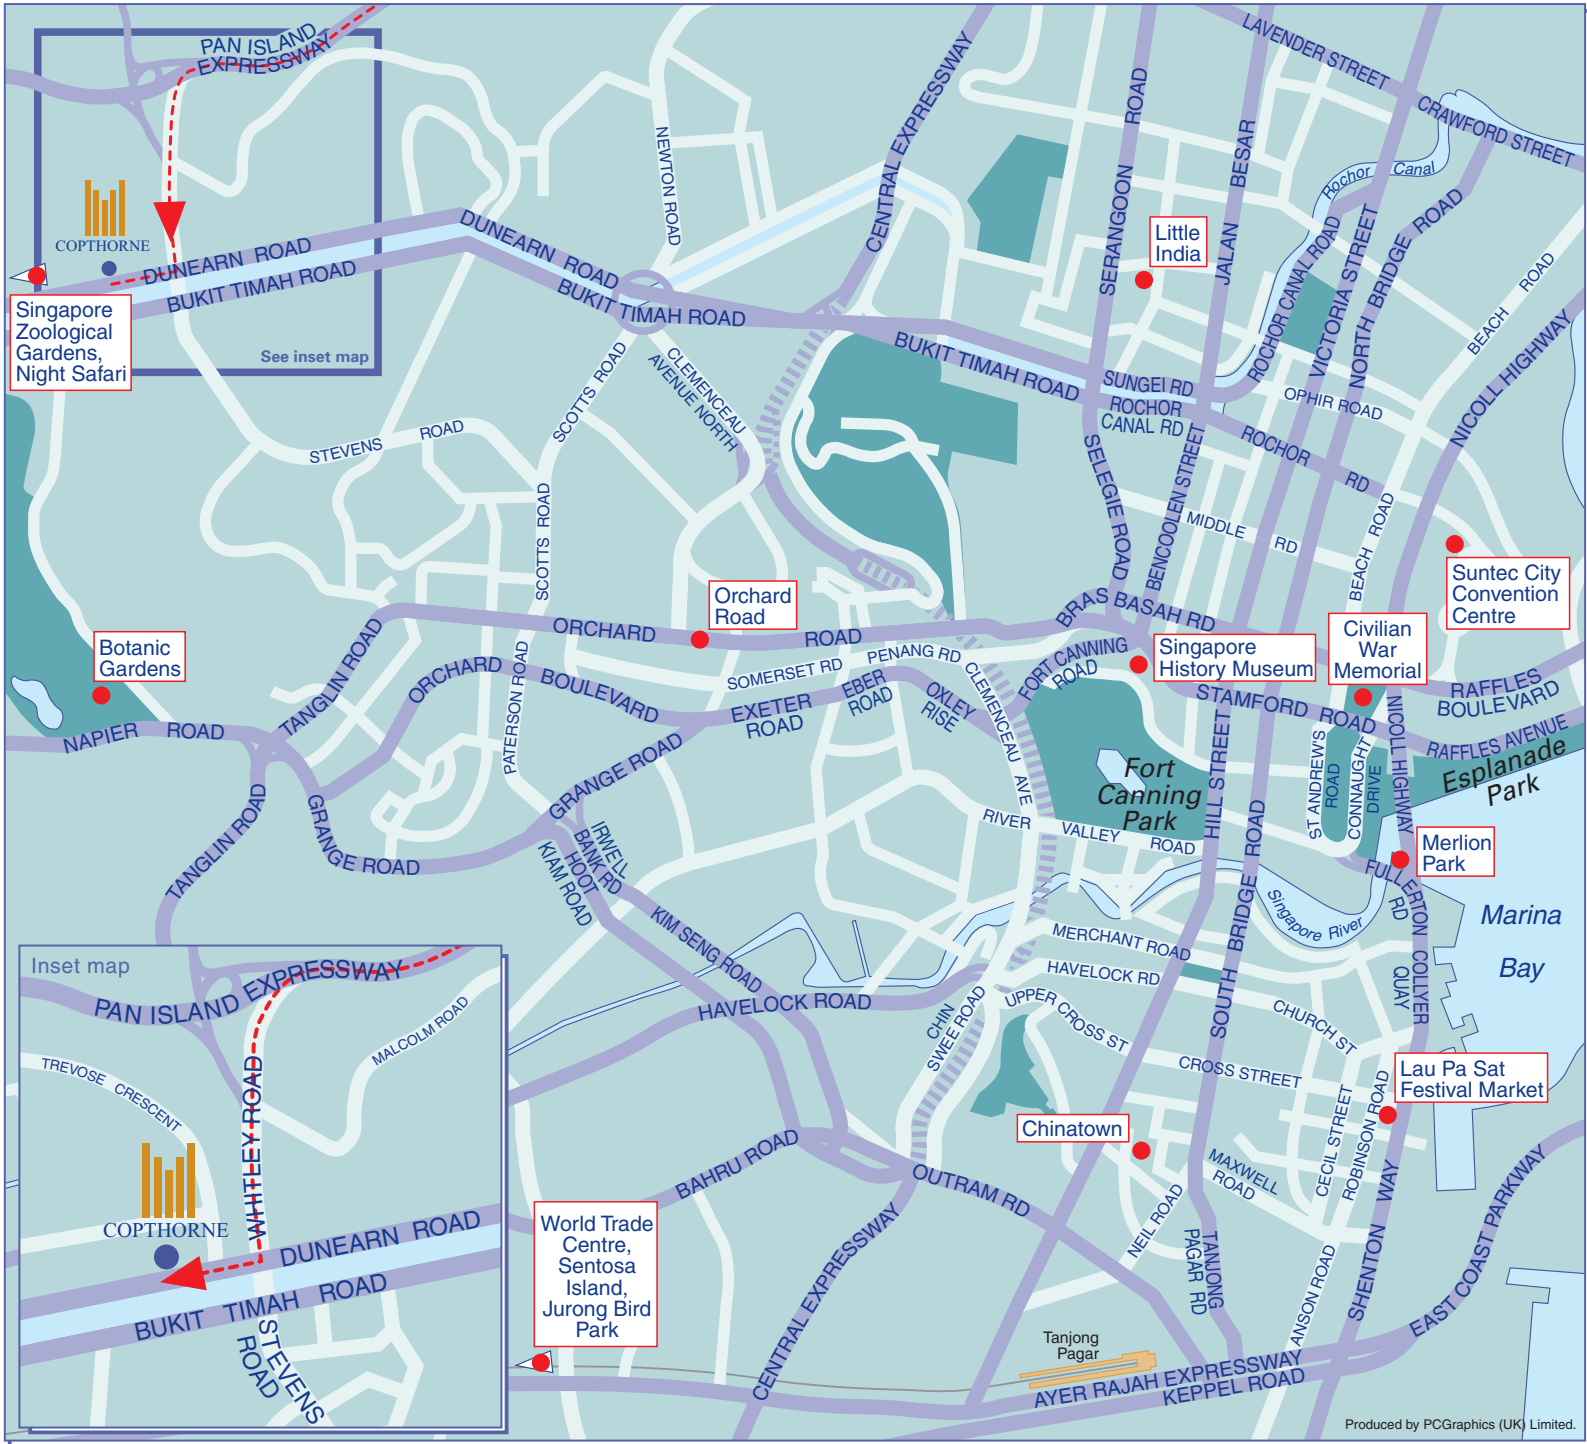 PAN ISLAND
EXPRESSWAY
COPTHORNE
DUNEARN ROAD
BUKIT TIMAH ROAD
See inset map
Singapore
Zoological
Gardens,
Night Safari
NEWTON ROAD
DUNEARN ROAD
BUKIT TIMAH ROAD
CENTRAL EXPRESSWAY
SERANGOON ROAD
JALAN BESAR
LAVENDER STREET
CRAWFORD STREET
Rochor Canal
Little
India
ROCHOR CANAL ROAD
VICTORIA STREET
NORTH BRIDGE ROAD
BEACH ROAD
NICOLL HIGHWAY
BUKIT TIMAH ROAD
SUNGEI RD
ROCHOR
CANAL RD
OPHIR ROAD
ROCHOR RD
STEVENS ROAD
SCOTTS ROAD
CLEMENCEAU
AVENUE NORTH
SCOTTS ROAD
SELEGIE ROAD
BENCOOLEN STREET
MIDDLE RD
BEACH ROAD
Suntec City
Convention
Centre
Orchard
Road
ORCHARD ROAD
BRAS BASAH RD
Civilian
War
Memorial
Singapore
History Museum
Botanic
Gardens
NAPIER ROAD
TANGLIN ROAD
ORCHARD BOULEVARD
PATERSON ROAD
SOMERSET RD
PENANG RD
EXETER
ROAD
EBER
ROAD
OXLEY
RISE
CLEMENCEAU AVE
FORT CANNING
ROAD
STAMFORD ROAD
RAFFLES
BOULEVARD
RAFFLES AVENUE
Esplanade
Park
NICOLL HIGHWAY
ST ANDREW'S
ROAD
CONNAUGHT
DRIVE
Fort
Canning
Park
HILL STREET
TANGLIN ROAD
GRANGE ROAD
GRANGE ROAD
IRWELL
BANK RD
HOOT
KIAM ROAD
RIVER VALLEY ROAD
SOUTH BRIDGE ROAD
Merlion
Park
FULLERTON
RD
Singapore River
Marina
Bay
COLLYER
QUAY
KIM SENG ROAD
HAVELOCK ROAD
MERCHANT ROAD
HAVELOCK RD
CHIN
SWEE ROAD
UPPER CROSS ST
CHURCH ST
CROSS STREET
Lau Pa Sat
Festival Market
Chinatown
CECIL STREET
ROBINSON ROAD
MAXWELL
ROAD
NEIL ROAD
TANJONG
PAGAR RD
ANSON ROAD
SHENTON WAY
EAST COAST PARKWAY
BAHRU ROAD
OUTRAM RD
CENTRAL EXPRESSWAY
World Trade
Centre,
Sentosa
Island,
Jurong Bird
Park
Tanjong
Pagar
AYER RAJAH EXPRESSWAY
KEPPEL ROAD
Produced by PCGraphics (UK) Limited.
Inset map
PAN ISLAND EXPRESSWAY
MALCOLM ROAD
TREVOSE CRESCENT
WHITLEY ROAD
COPTHORNE
DUNEARN ROAD
BUKIT TIMAH ROAD
STEVENS
ROAD